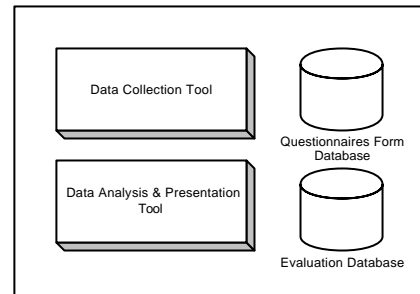 Data Collection Tool
Questionnaires Form
Database
Data Analysis & Presentation
Tool
Evaluation Database